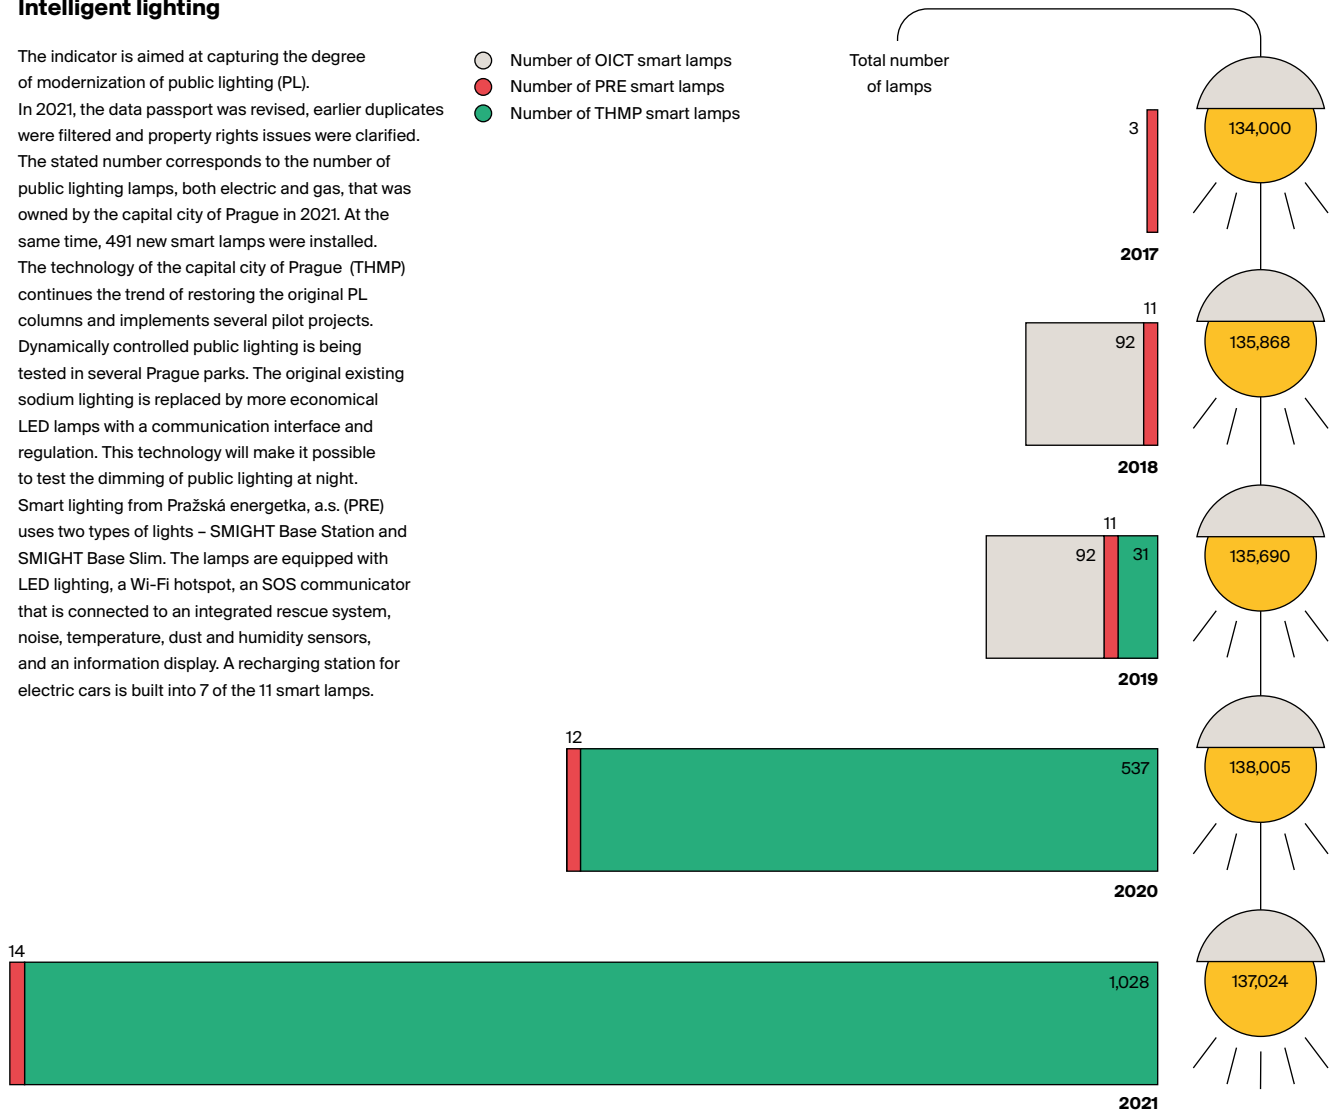 Intelligent lighting
The indicator is aimed at capturing the degree
of modernization of public lighting (PL).
In 2021, the data passport was revised, earlier duplicates
were filtered and property rights issues were clarified.
The stated number corresponds to the number of
public lighting lamps, both electric and gas, that was
owned by the capital city of Prague in 2021. At the
same time, 491 new smart lamps were installed.
The technology of the capital city of Prague (THMP)
continues the trend of restoring the original PL
columns and implements several pilot projects.
Dynamically controlled public lighting is being
tested in several Prague parks. The original existing
sodium lighting is replaced by more economical
LED lamps with a communication interface and
regulation. This technology will make it possible
to test the dimming of public lighting at night.
Smart lighting from Pražská energetka, a.s. (PRE)
uses two types of lights – SMIGHT Base Station and
SMIGHT Base Slim. The lamps are equipped with
LED lighting, a Wi-Fi hotspot, an SOS communicator
that is connected to an integrated rescue system,
noise, temperature, dust and humidity sensors,
and an information display. A recharging station for
electric cars is built into 7 of the 11 smart lamps.
Number of OICT smart lamps
Number of PRE smart lamps
Number of THMP smart lamps
Total number
of lamps
3
134,000
2017
11
92
135,868
2018
11
92
31
135,690
2019
12
537
138,005
2020
14
1,028
137,024
2021